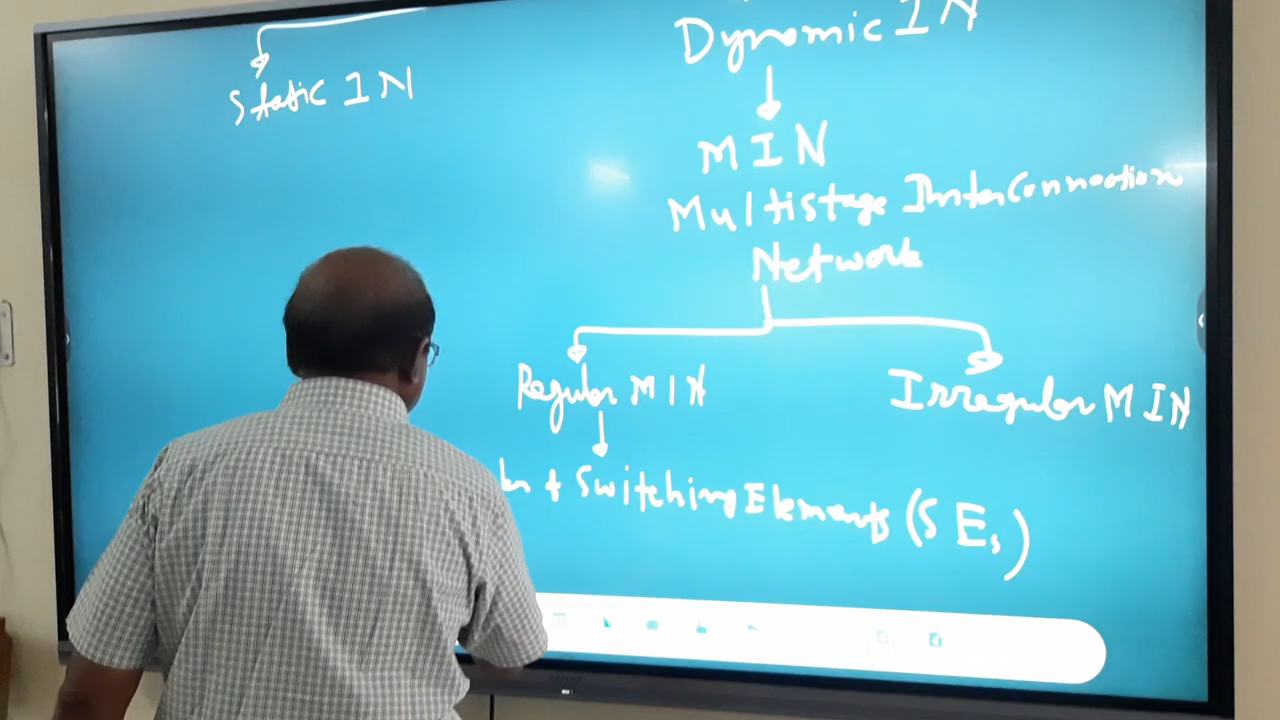 Dynamic IN
Static IN
MIN
Multistage Interconnection
Network
Regular MIN
Irregular MIN
Switching Elements (SEs)